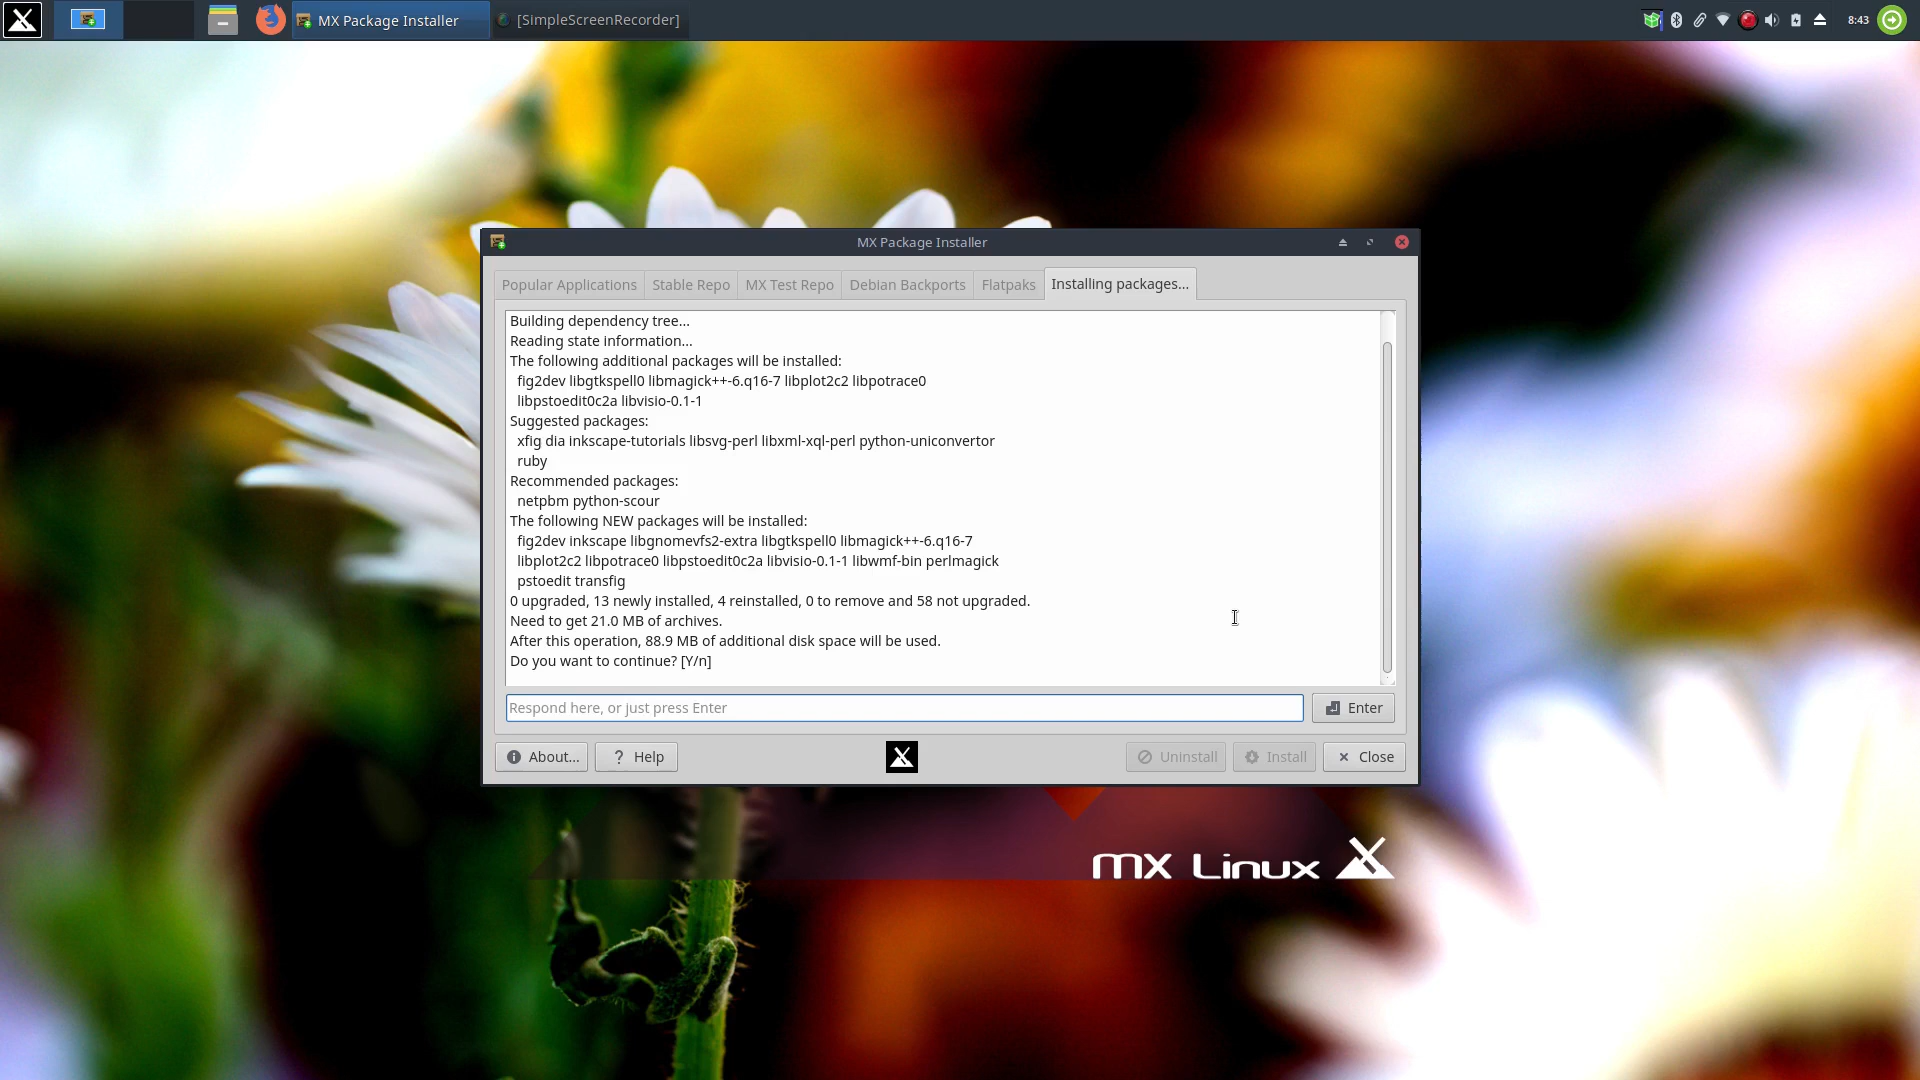 MX Package Installer
[SimpleScreenRecorder]
8:43
MX Package Installer
Popular Applications
Stable Repo
MX Test Repo
Debian Backports
Flatpaks
Installing packages...
Building dependency tree...
Reading state information...
The following additional packages will be installed:
fig2dev libgtkspell0 libmagick++-6.q16-7 libplot2c2 libpotrace0
libpstoedit0c2a libvisio-0.1-1
Suggested packages:
xfig dia inkscape-tutorials libsvg-perl libxml-xql-perl python-uniconvertor
ruby
Recommended packages:
netpbm python-scour
The following NEW packages will be installed:
fig2dev inkscape libgnomevfs2-extra libgtkspell0 libmagick++-6.q16-7
libplot2c2 libpotrace0 libpstoedit0c2a libvisio-0.1-1 libwmf-bin perlmagick
pstoedit transfig
0 upgraded, 13 newly installed, 4 reinstalled, 0 to remove and 58 not upgraded.
Need to get 21.0 MB of archives.
After this operation, 88.9 MB of additional disk space will be used.
Do you want to continue? [Y/n]
Respond here, or just press Enter
Enter
About...
Help
Uninstall
Install
Close
MX Linux